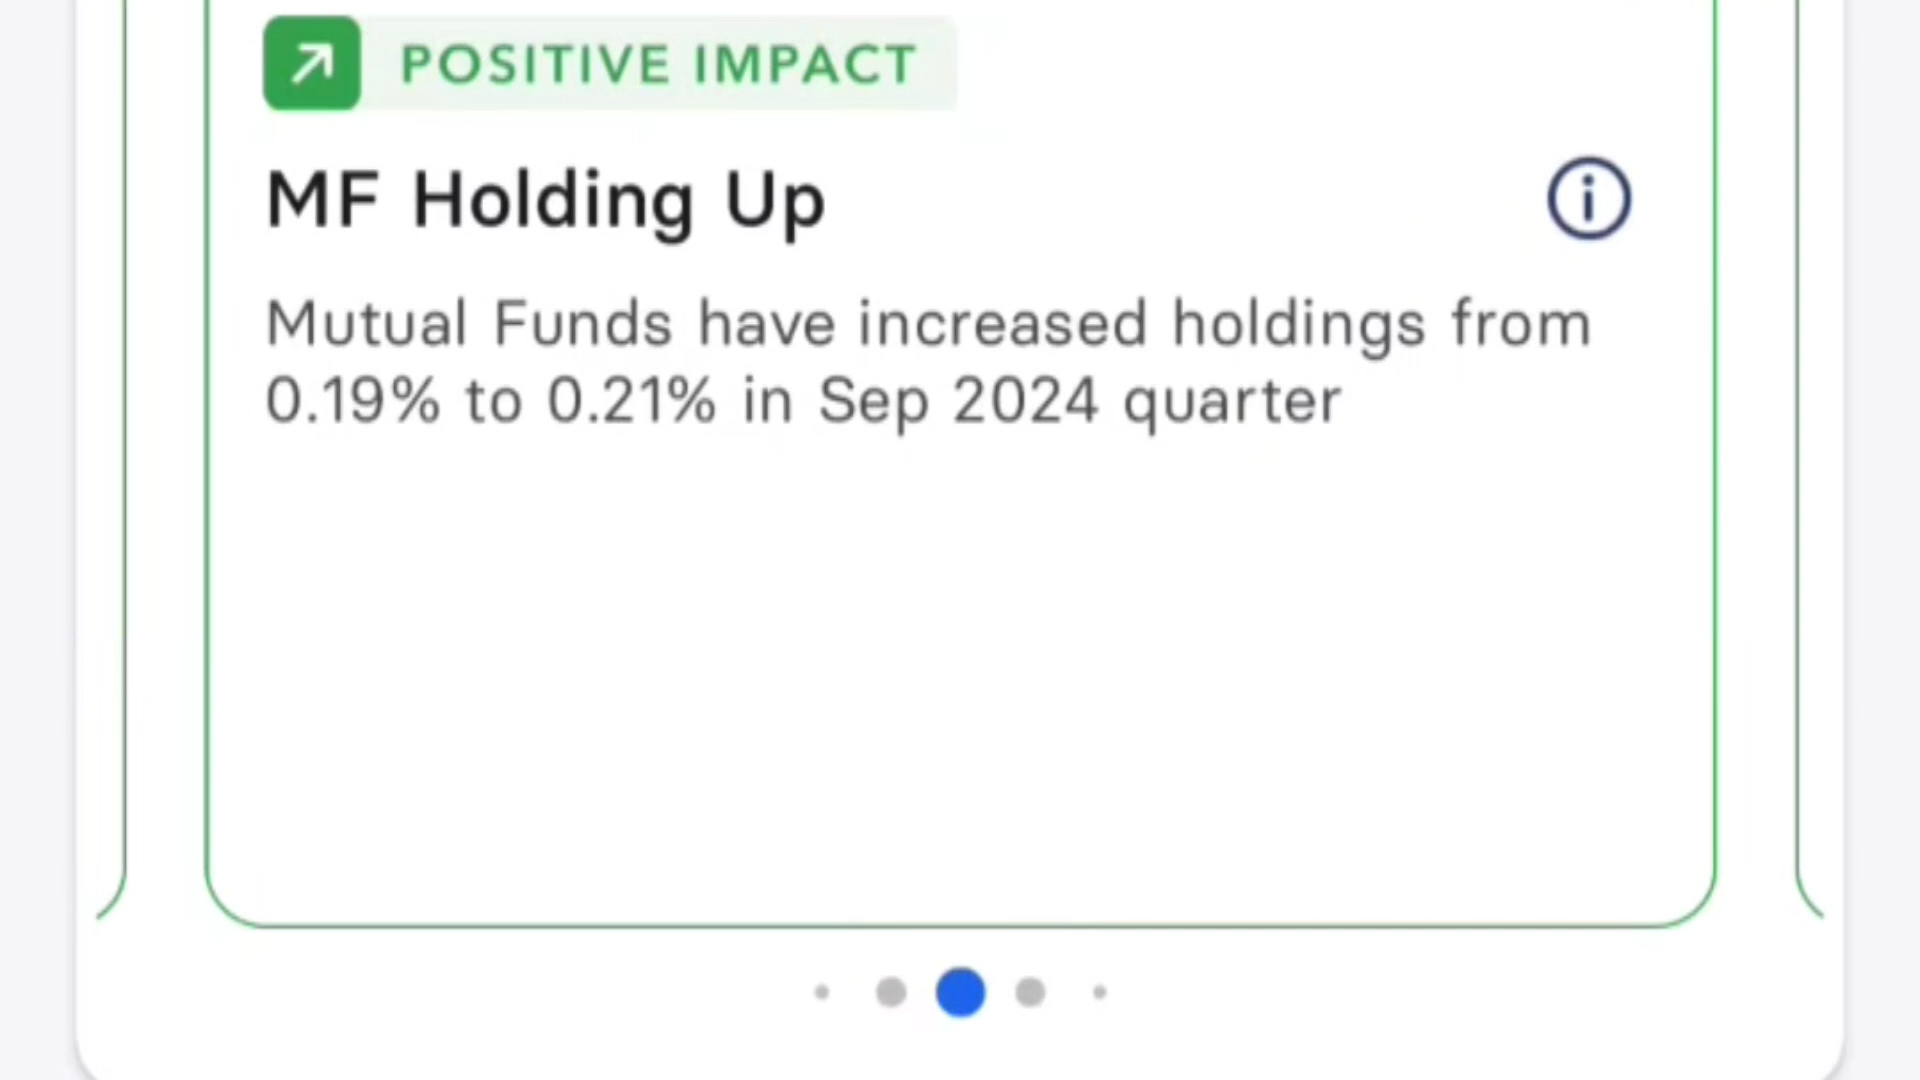 POSITIVE IMPACT
MF Holding Up
Mutual Funds have increased holdings from
0.19% to 0.21% in Sep 2024 quarter